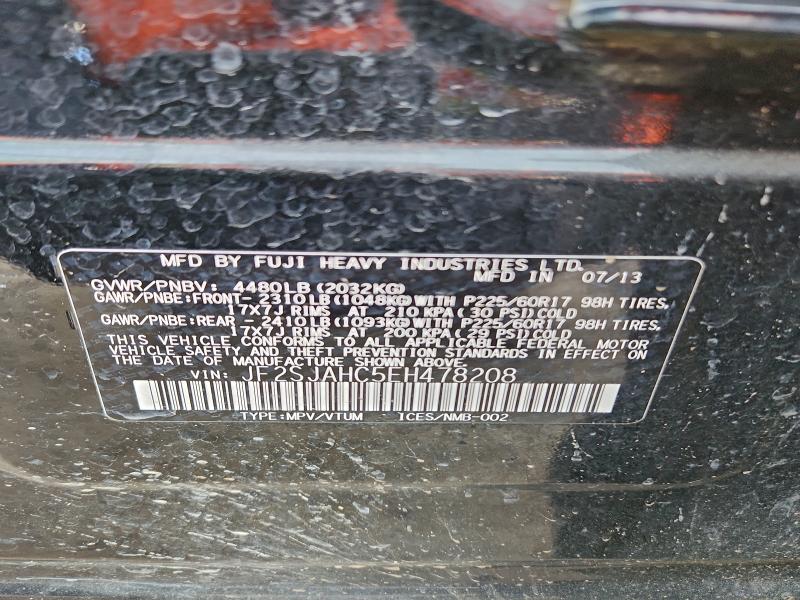 MFD BY FUJI HEAVY INDUSTRIES LTD.
MFD IN 07/13
GVWR/PNBV: 4480LB(2032KG)
GAWR/PNBE:FRONT-2310LB(1048KG)WITH P225/60R17 98H TIRES,
17X7J RIMS AT 210 KPA(30 PSI)COLD
GAWR/PNBE:REAR -2410LB(1093KG)WITH P225/60R17 98H TIRES,
17X7J RIMS AT 200 KPA(29 PSI)COLD
THIS VEHICLE CONFORMS TO ALL APPLICABLE FEDERAL MOTOR
VEHICLE SAFETY AND THEFT PREVENTION STANDARDS IN EFFECT ON
THE DATE OF MANUFACTURE SHOWN ABOVE.
VIN: JF2SJAHC5EH478208
TYPE:MPV/VTUM ICES/NMB-002